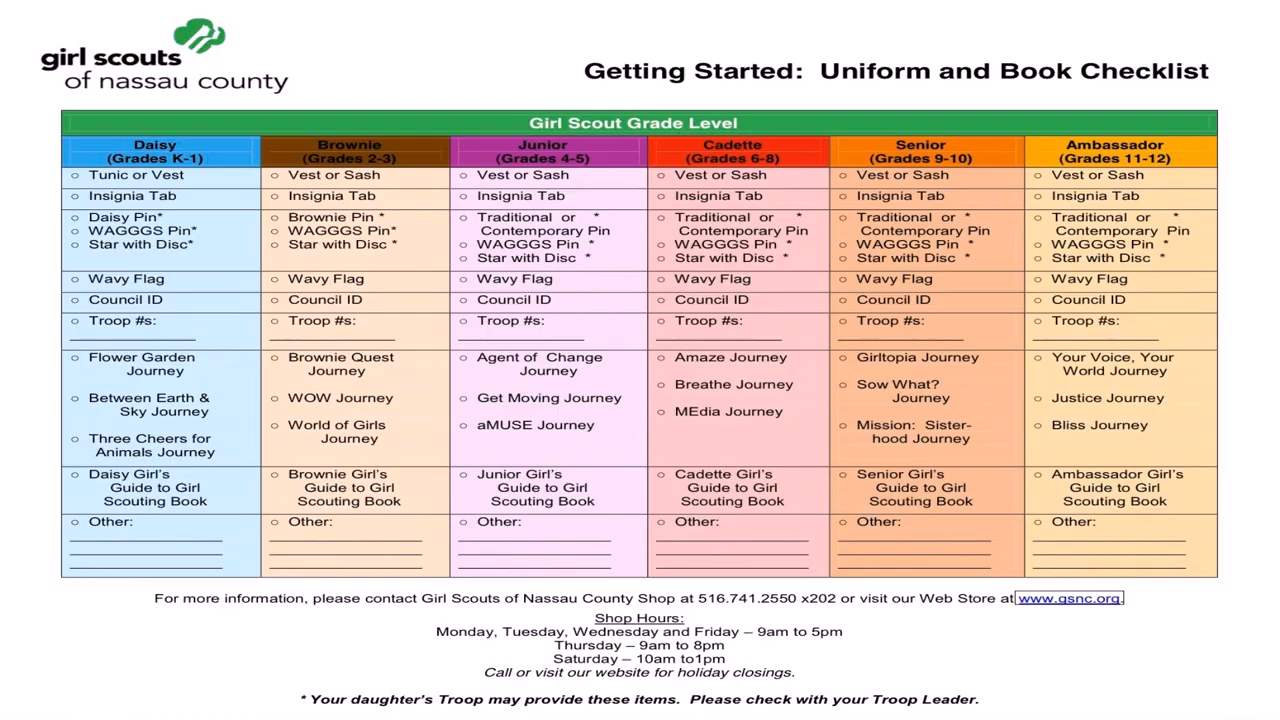 girl scouts
of nassau county
Getting Started:  Uniform and Book Checklist
Girl Scout Grade Level
Daisy
(Grades K-1)
Brownie
(Grades 2-3)
Junior
(Grades 4-5)
Cadette
(Grades 6-8)
Senior
(Grades 9-10)
Ambassador
(Grades 11-12)
○ Tunic or Vest
○ Vest or Sash
○ Vest or Sash
○ Vest or Sash
○ Vest or Sash
○ Vest or Sash
○ Insignia Tab
○ Insignia Tab
○ Insignia Tab
○ Insignia Tab
○ Insignia Tab
○ Insignia Tab
○ Daisy Pin*
○ WAGGGS Pin*
○ Star with Disc*
○ Brownie Pin *
○ WAGGGS Pin*
○ Star with Disc *
○ Traditional or *
Contemporary Pin
○ WAGGGS Pin *
○ Star with Disc *
○ Traditional or *
Contemporary Pin
○ WAGGGS Pin *
○ Star with Disc *
○ Traditional or *
Contemporary Pin
○ WAGGGS Pin *
○ Star with Disc *
○ Traditional or *
Contemporary Pin
○ WAGGGS Pin *
○ Star with Disc *
○ Wavy Flag
○ Wavy Flag
○ Wavy Flag
○ Wavy Flag
○ Wavy Flag
○ Wavy Flag
○ Council ID
○ Council ID
○ Council ID
○ Council ID
○ Council ID
○ Council ID
○ Troop #s:
○ Troop #s:
○ Troop #s:
○ Troop #s:
○ Troop #s:
○ Troop #s:
○ Flower Garden
Journey
○ Between Earth &
Sky Journey
○ Three Cheers for
Animals Journey
○ Brownie Quest
Journey
○ WOW Journey
○ World of Girls
Journey
○ Agent of Change
Journey
○ Get Moving Journey
○ aMUSE Journey
○ Amaze Journey
○ Breathe Journey
○ MEdia Journey
○ Girltopia Journey
○ Sow What?
Journey
○ Mission: Sister-
hood Journey
○ Your Voice, Your
World Journey
○ Justice Journey
○ Bliss Journey
○ Daisy Girl's
Guide to Girl
Scouting Book
○ Brownie Girl's
Guide to Girl
Scouting Book
○ Junior Girl's
Guide to Girl
Scouting Book
○ Cadette Girl's
Guide to Girl
Scouting Book
○ Senior Girl's
Guide to Girl
Scouting Book
○ Ambassador Girl's
Guide to Girl
Scouting Book
○ Other:
○ Other:
○ Other:
○ Other:
○ Other:
○ Other:
For more information, please contact Girl Scouts of Nassau County Shop at 516.741.2550 x202 or visit our Web Store at www.gsnc.org.
Shop Hours:
Monday, Tuesday, Wednesday and Friday – 9am to 5pm
Thursday – 9am to 8pm
Saturday – 10am to1pm
Call or visit our website for holiday closings.
* Your daughter's Troop may provide these items.  Please check with your Troop Leader.